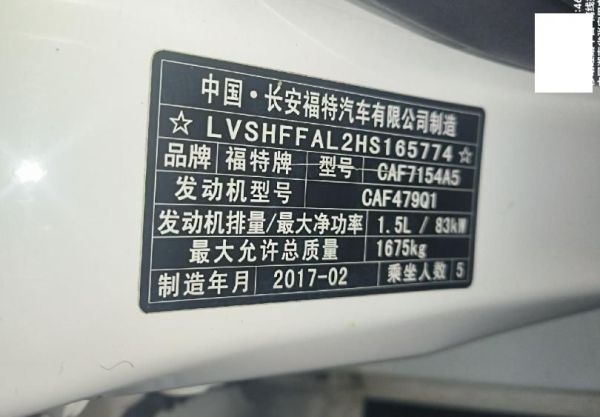 中国·长安福特汽车有限公司制造
☆ LVSHFFAL2HS165774 ☆
品牌 福特牌 型号 CAF7154A5
发动机型号 CAF479Q1
发动机排量/最大净功率 1.5L / 83kW
最大允许总质量 1675kg
制造年月 2017-02 乘坐人数 5